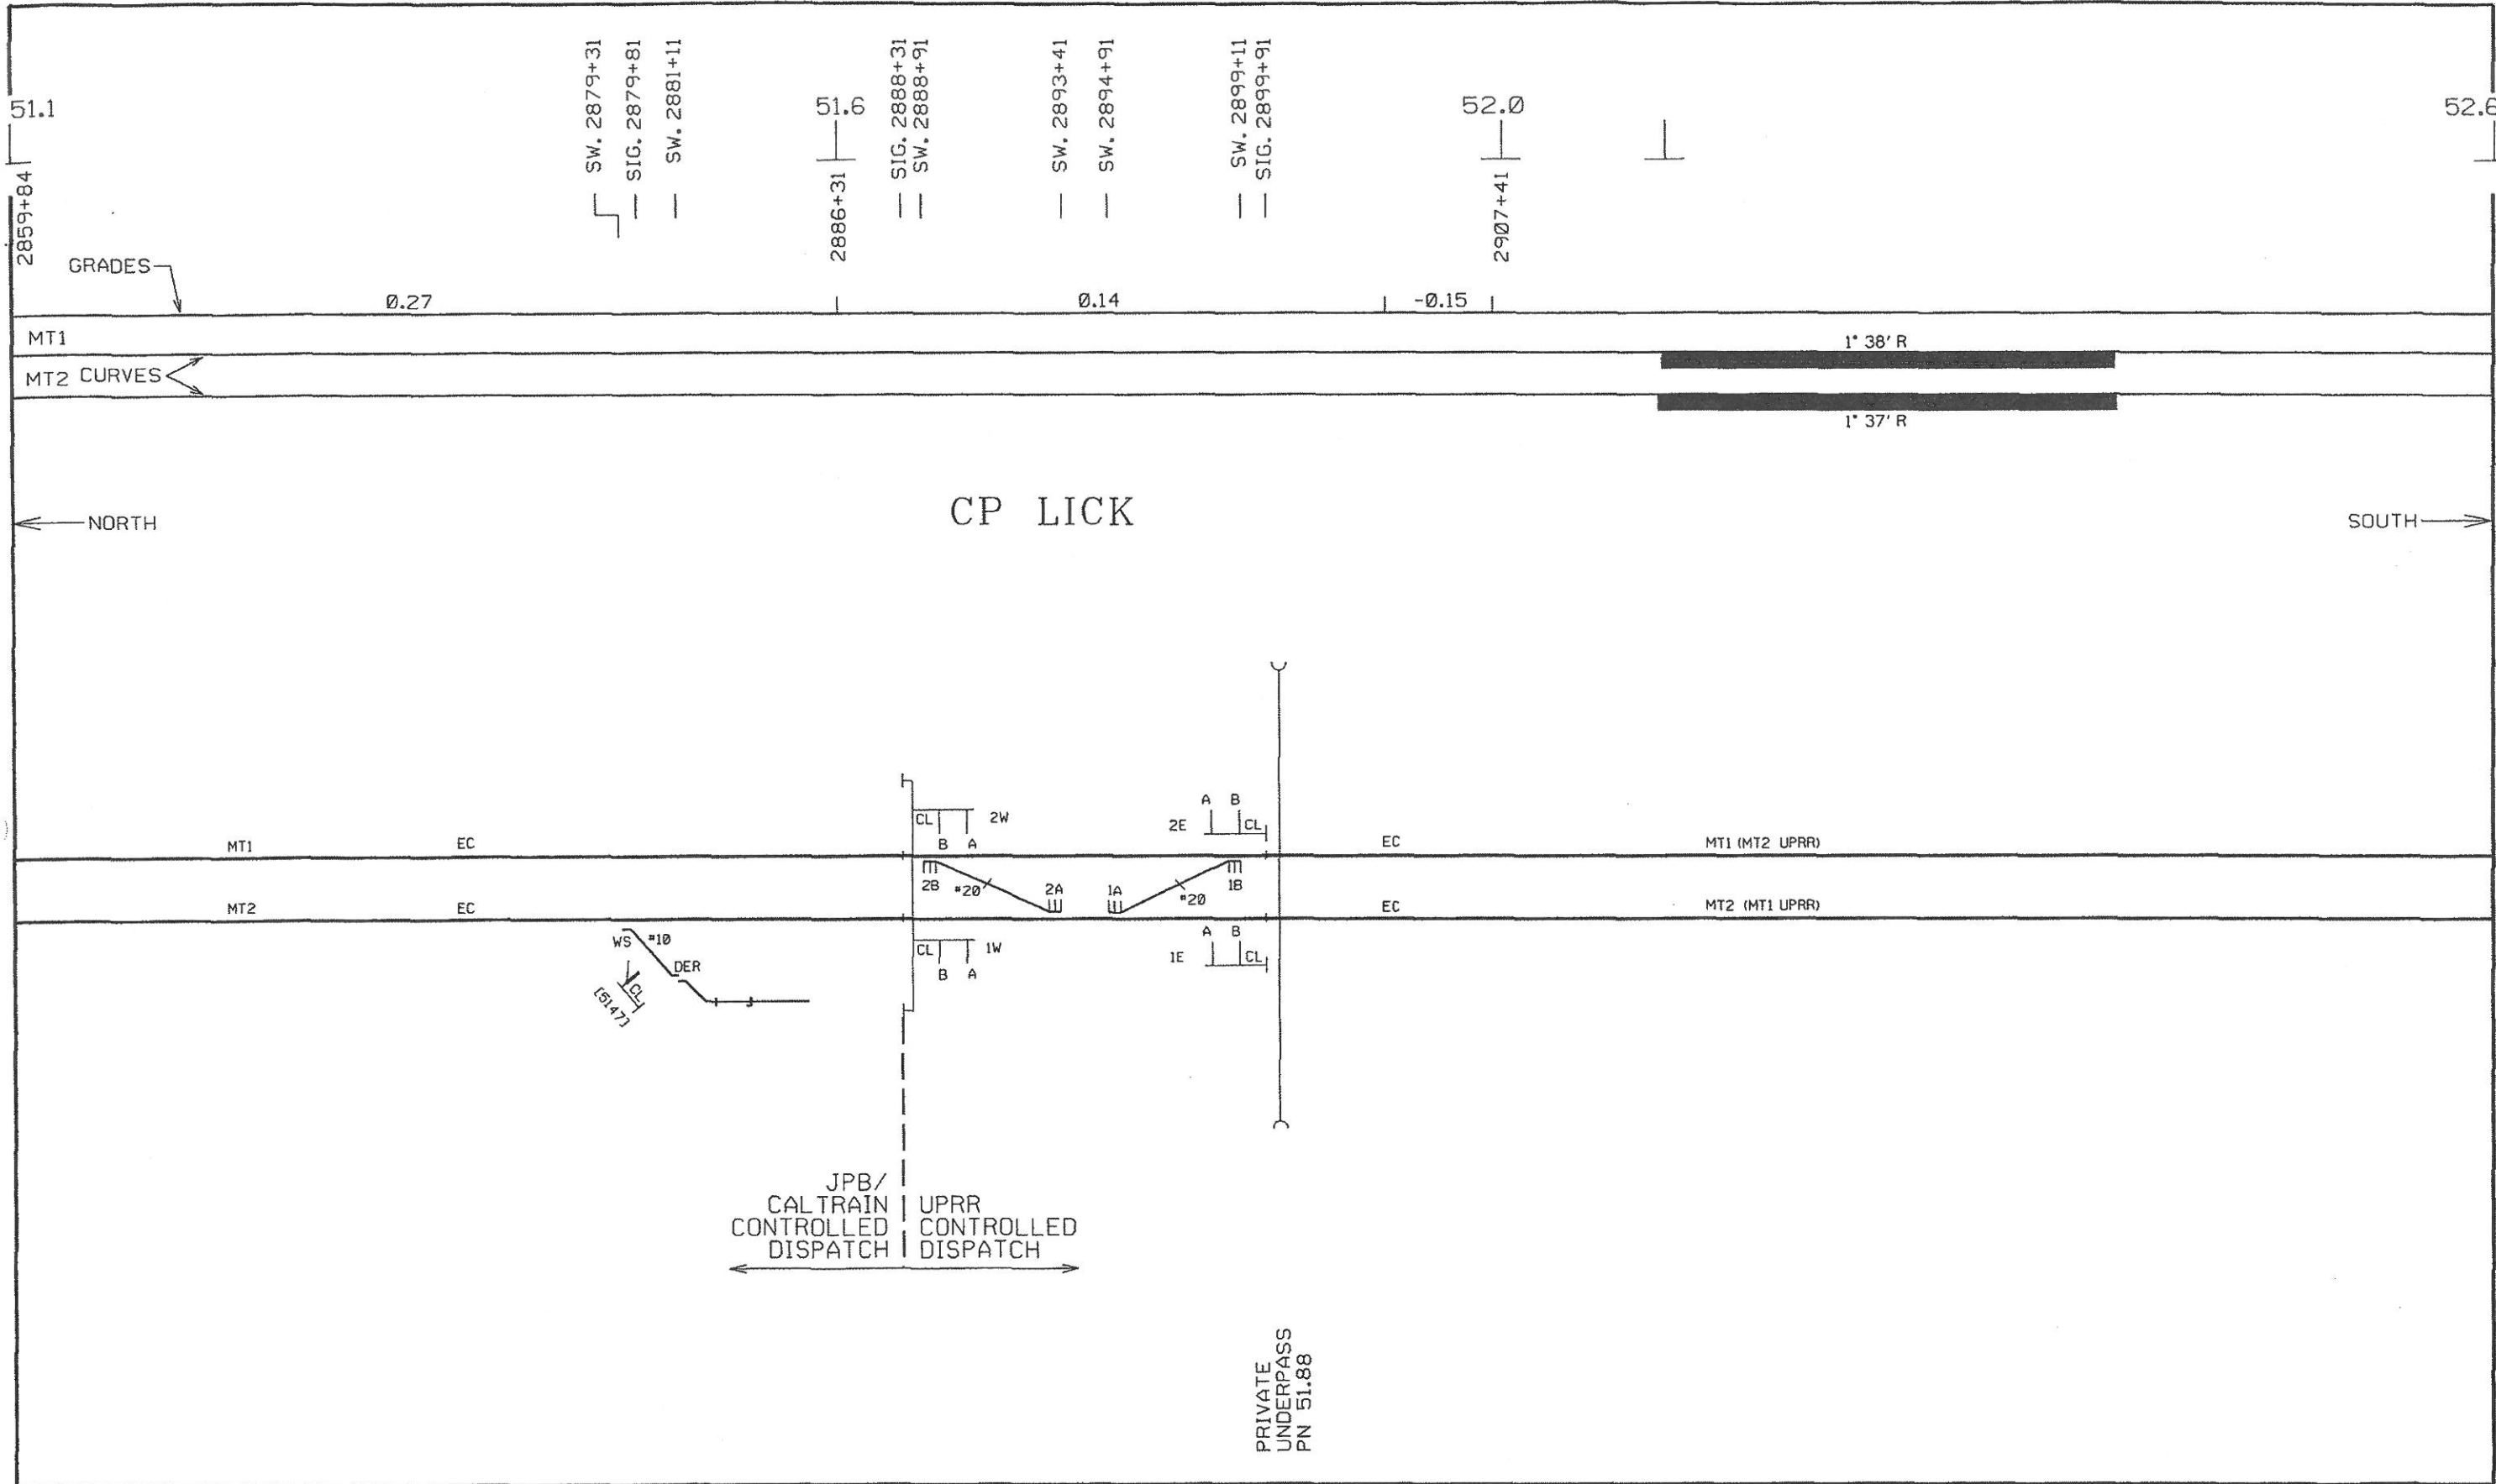 51.1
2859+84
SW. 2879+31
SIG. 2879+81
SW. 2881+11
51.6
2886+31
SIG. 2888+31
SW. 2888+91
SW. 2893+41
SW. 2894+91
SW. 2899+11
SIG. 2899+91
52.0
2907+41
52.6
GRADES
0.27
0.14
-0.15
MT1
1° 38' R
MT2 CURVES
1° 37' R
CP LICK
NORTH
SOUTH
CL
B A
2W
A B
2E
CL
MT1
EC
EC
MT1 (MT2 UPRR)
2B
#20
2A
1A
#20
1B
MT2
EC
EC
MT2 (MT1 UPRR)
WS
#10
DER
CL
[5147]
CL
B A
1W
A B
1E
CL
JPB/
CALTRAIN
CONTROLLED
DISPATCH
UPRR
CONTROLLED
DISPATCH
PRIVATE
UNDERPASS
PN 51.88